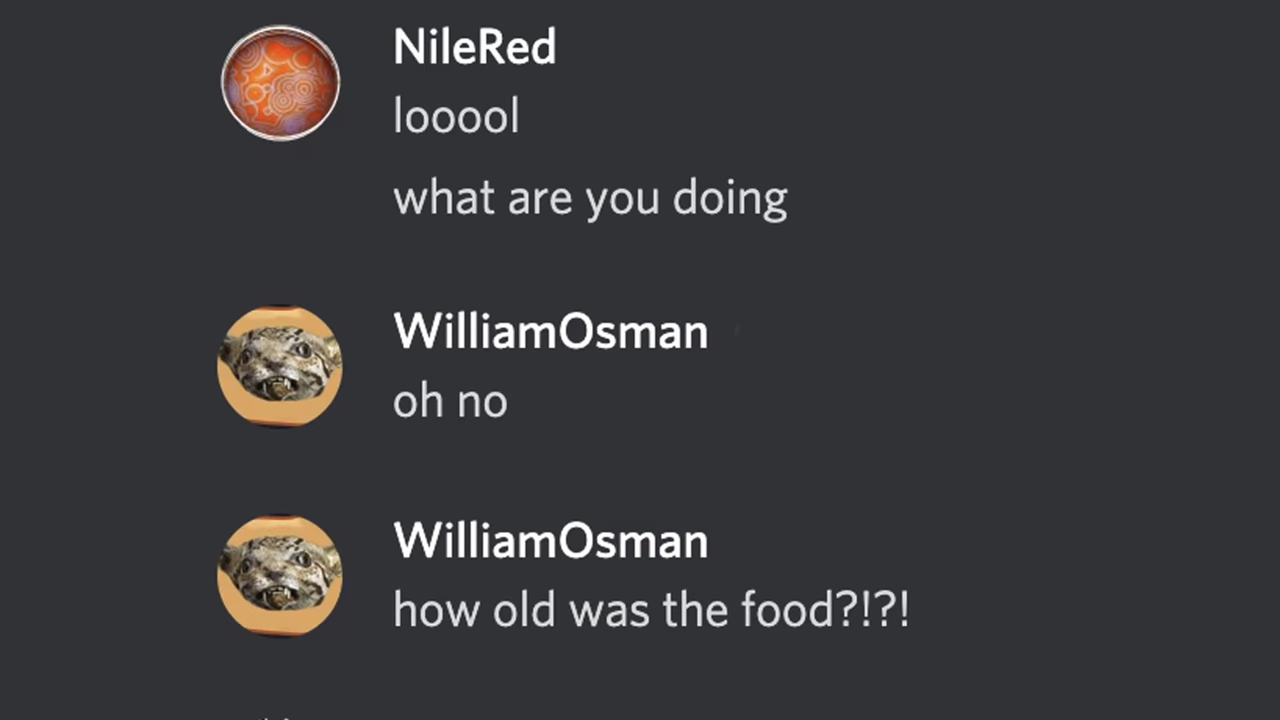 NileRed
looool
what are you doing
WilliamOsman
oh no
WilliamOsman
how old was the food?!?!